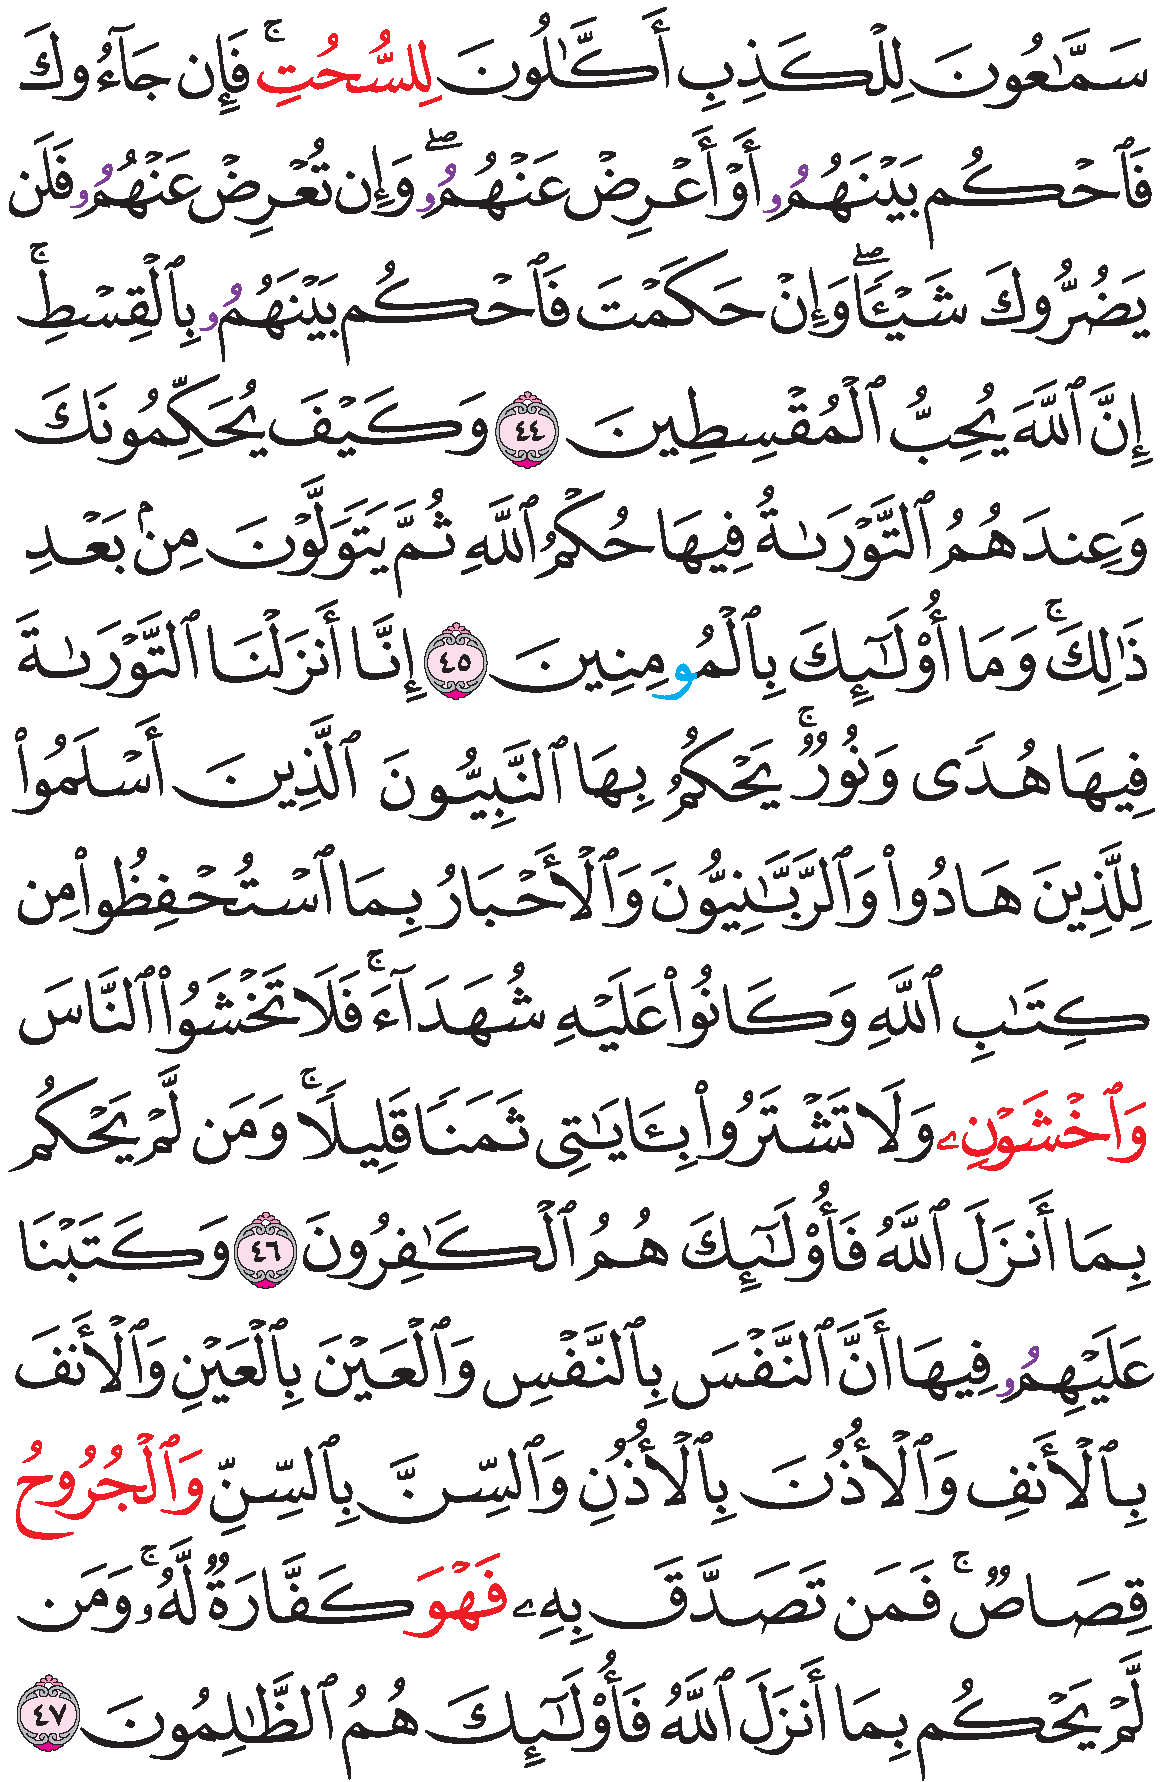 سَمَّٰعُونَ لِلْكَذِبِ أَكَّٰلُونَ لِلسُّحُتِ ۚ فَإِن جَآءُوكَ
فَٱحْكُم بَيْنَهُمُۥ أَوْ أَعْرِضْ عَنْهُمُۥ ۖ وَإِن تُعْرِضْ عَنْهُمُۥ فَلَن
يَضُرُّوكَ شَيْـًٔا ۖ وَإِنْ حَكَمْتَ فَٱحْكُم بَيْنَهُمُۥ بِٱلْقِسْطِ ۚ
إِنَّ ٱللَّهَ يُحِبُّ ٱلْمُقْسِطِينَ ٤٤ وَكَيْفَ يُحَكِّمُونَكَ
وَعِندَهُمُ ٱلتَّوْرَىٰةُ فِيهَا حُكْمُ ٱللَّهِ ثُمَّ يَتَوَلَّوْنَ مِنۢ بَعْدِ
ذَٰلِكَ ۚ وَمَا أُو۟لَٰٓئِكَ بِٱلْمُومِنِينَ ٤٥ إِنَّا أَنزَلْنَا ٱلتَّوْرَىٰةَ
فِيهَا هُدًى وَنُورٌ ۚ يَحْكُمُ بِهَا ٱلنَّبِيُّونَ ٱلَّذِينَ أَسْلَمُوا۟
لِلَّذِينَ هَادُوا۟ وَٱلرَّبَّٰنِيُّونَ وَٱلْأَحْبَارُ بِمَا ٱسْتُحْفِظُوا۟ مِن
كِتَٰبِ ٱللَّهِ وَكَانُوا۟ عَلَيْهِ شُهَدَآءَ ۚ فَلَا تَخْشَوُا۟ ٱلنَّاسَ
وَٱخْشَوْنِۦ وَلَا تَشْتَرُوا۟ بِـَٔايَٰتِى ثَمَنًا قَلِيلًا ۚ وَمَن لَّمْ يَحْكُم
بِمَا أَنزَلَ ٱللَّهُ فَأُو۟لَٰٓئِكَ هُمُ ٱلْكَٰفِرُونَ ٤٦ وَكَتَبْنَا
عَلَيْهِمُۥ فِيهَا أَنَّ ٱلنَّفْسَ بِٱلنَّفْسِ وَٱلْعَيْنَ بِٱلْعَيْنِ وَٱلْأَنفَ
بِٱلْأَنفِ وَٱلْأُذُنَ بِٱلْأُذُنِ وَٱلسِّنَّ بِٱلسِّنِّ وَٱلْجُرُوحُ
قِصَاصٌ ۚ فَمَن تَصَدَّقَ بِهِۦ فَهْوَ كَفَّارَةٌ لَّهُۥ ۚ وَمَن
لَّمْ يَحْكُم بِمَا أَنزَلَ ٱللَّهُ فَأُو۟لَٰٓئِكَ هُمُ ٱلظَّٰلِمُونَ ٤٧